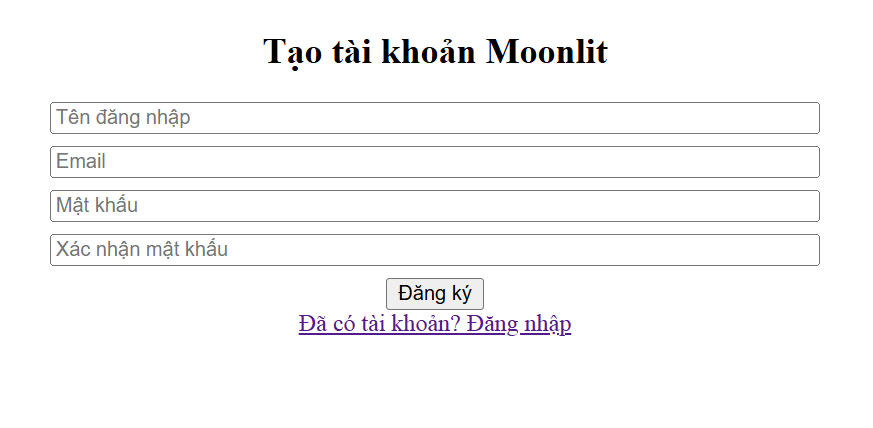 Tạo tài khoản Moonlit
Tên đăng nhập
Email
Mật khẩu
Xác nhận mật khẩu
Đăng ký
Đã có tài khoản? Đăng nhập